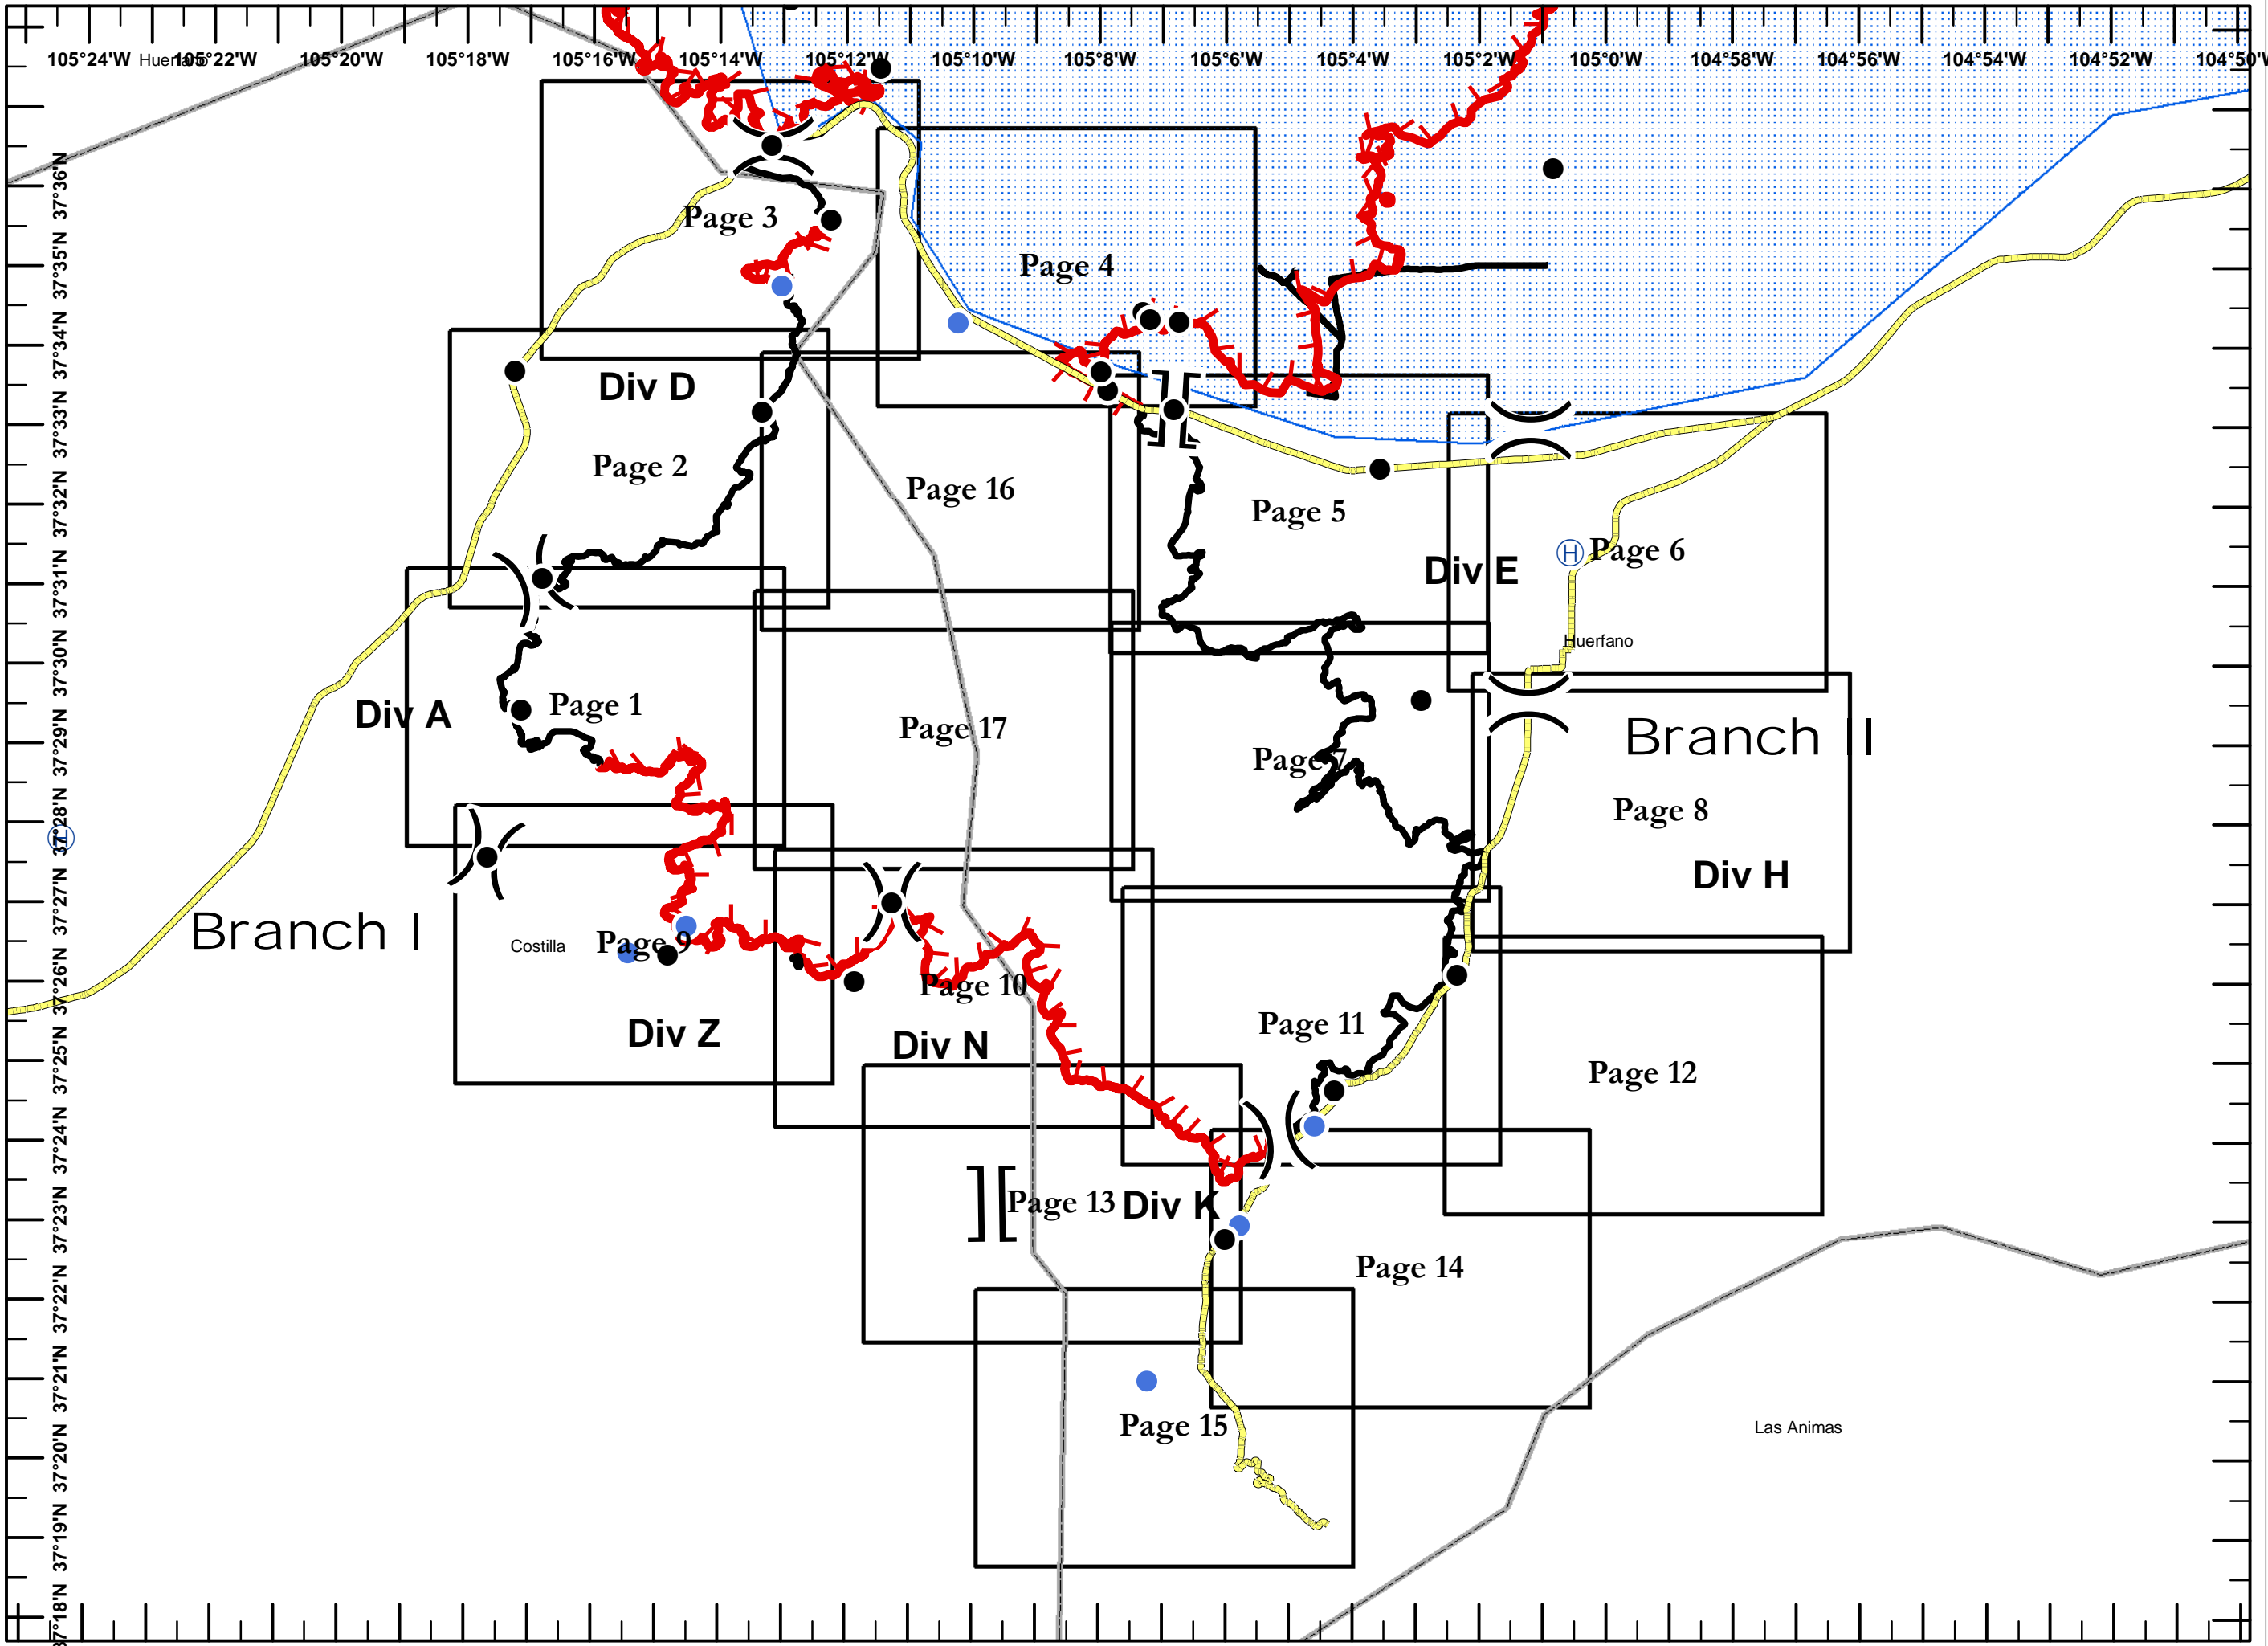 105°24'W Huerfano 105°22'W 105°20'W 105°18'W 105°16'W 105°14'W 105°12'W 105°10'W 105°8'W 105°6'W 105°4'W 105°2'W 105°0'W 104°58'W 104°56'W 104°54'W 104°52'W 104°50'W
37°36'N
37°35'N
37°34'N
37°33'N
37°32'N
37°31'N
37°30'N
37°29'N
37°28'N
37°27'N
37°26'N
37°25'N
37°24'N
37°23'N
37°22'N
37°21'N
37°20'N
37°19'N
37°18'N
Page 3
Page 4
Div D
Page 2
Page 16
Page 5
H
Page 6
Div E
Huerfano
Page 1
Div A
Page 17
Branch II
Page 7
Page 8
H
Div H
Branch I
Costilla
Page 9
Page 10
Page 11
Div Z
Div N
Page 12
Page 13
Div K
Page 14
Page 15
Las Animas